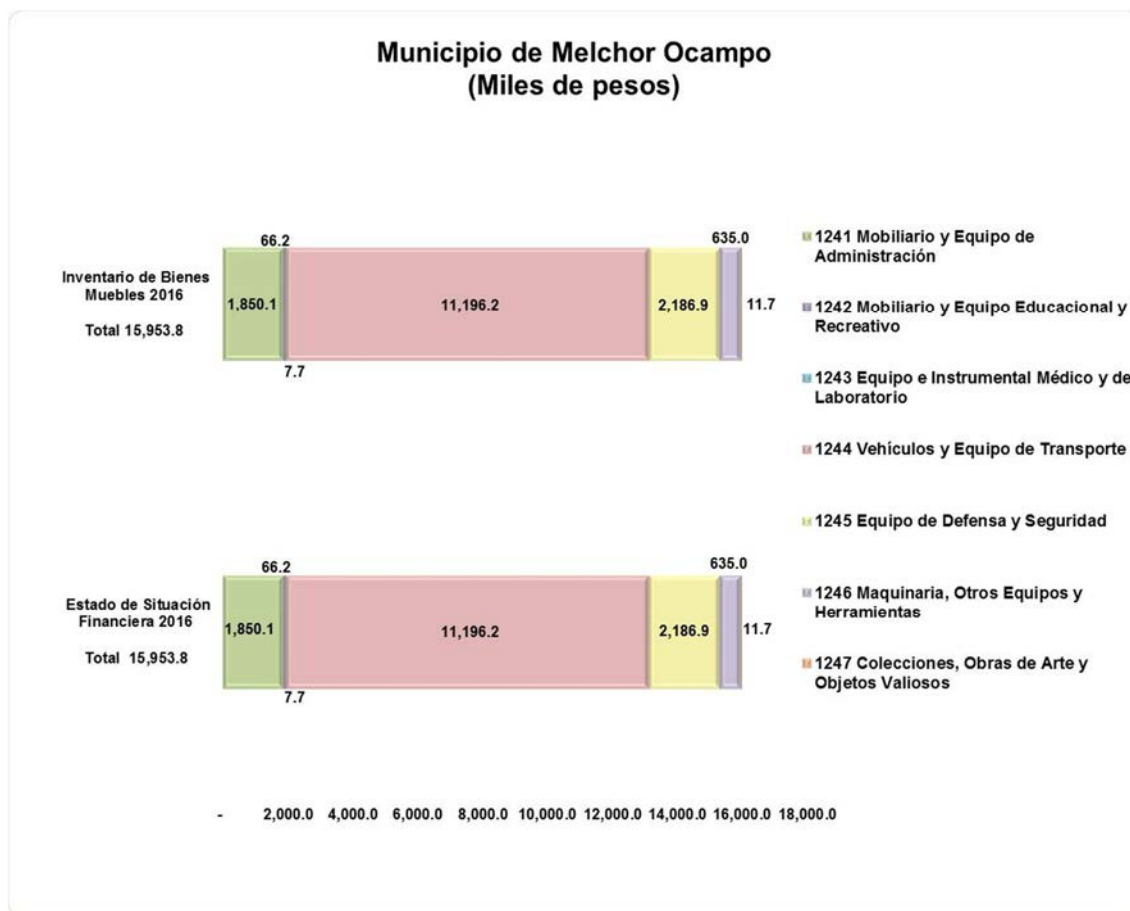 Municipio de Melchor Ocampo
(Miles de pesos)
Inventario de Bienes
Muebles 2016
Total 15,953.8
66.2
1,850.1
7.7
11,196.2
2,186.9
635.0
11.7
Estado de Situación
Financiera 2016
Total 15,953.8
66.2
1,850.1
7.7
11,196.2
2,186.9
635.0
11.7
- 2,000.0 4,000.0 6,000.0 8,000.0 10,000.0 12,000.0 14,000.0 16,000.0 18,000.0
1241 Mobiliario y Equipo de
Administración
1242 Mobiliario y Equipo Educacional y
Recreativo
1243 Equipo e Instrumental Médico y de
Laboratorio
1244 Vehículos y Equipo de Transporte
1245 Equipo de Defensa y Seguridad
1246 Maquinaria, Otros Equipos y
Herramientas
1247 Colecciones, Obras de Arte y
Objetos Valiosos